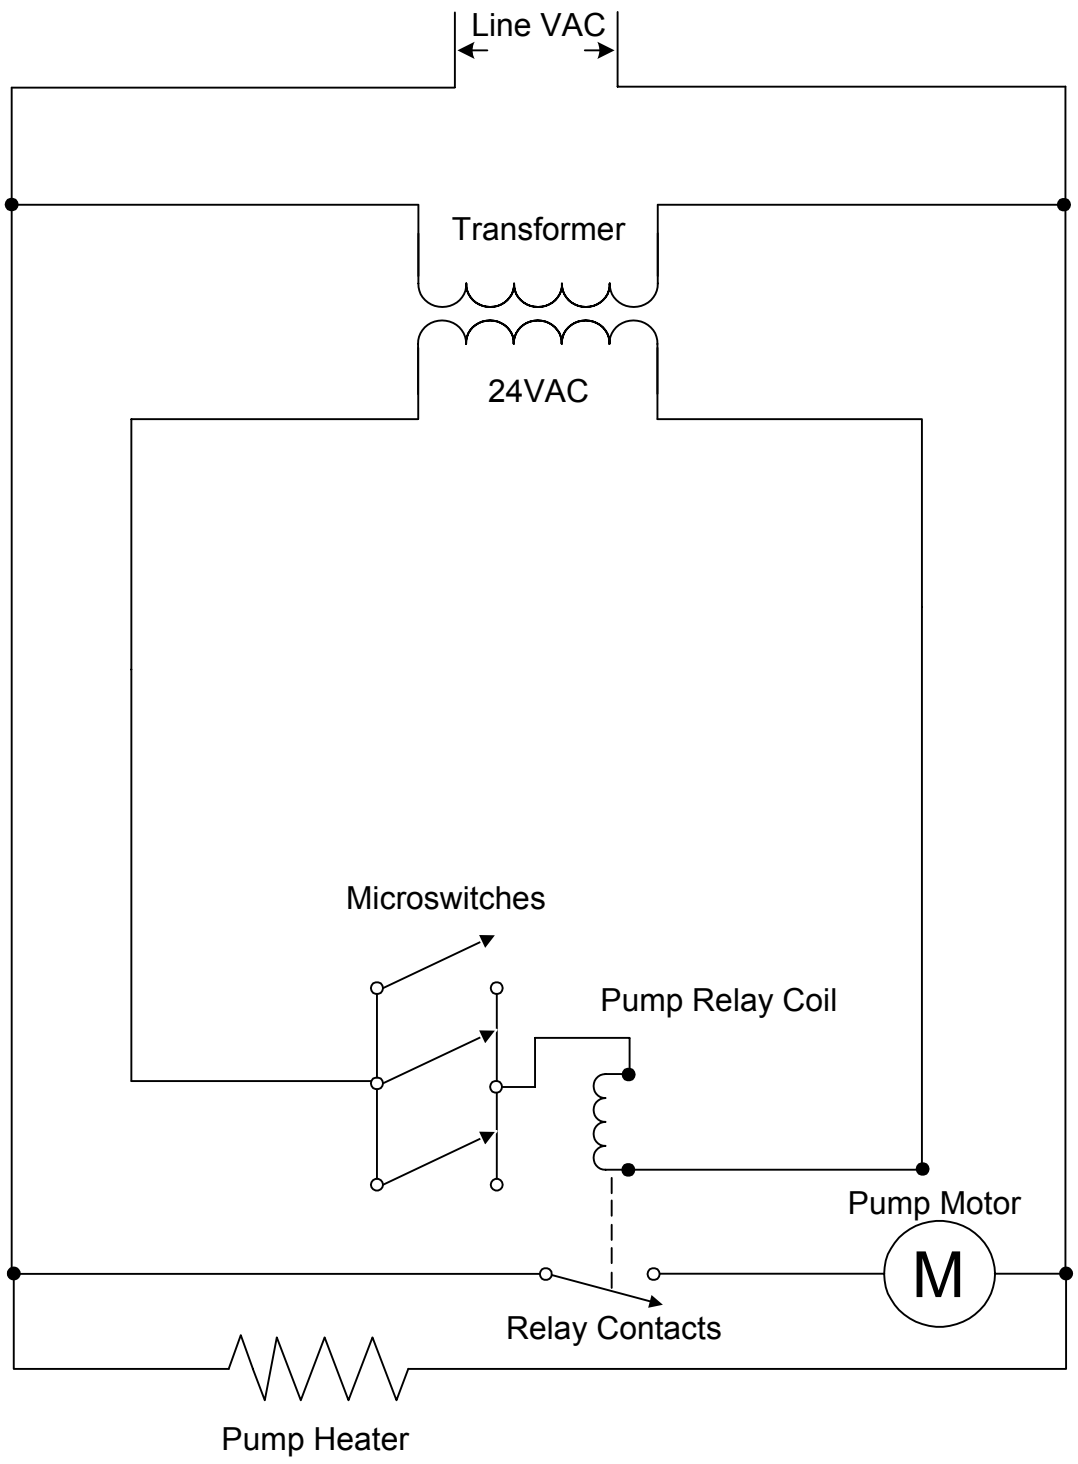 Line VAC
Transformer
24VAC
Microswitches
Pump Relay Coil
Pump Motor
M
Relay Contacts
Pump Heater